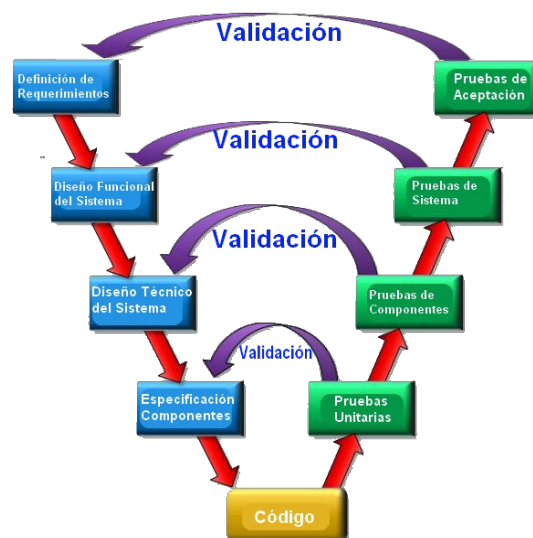 Validación
Definición de
Requerimientos
Pruebas de
Aceptación
Validación
Diseño Funcional
del Sistema
Pruebas de
Sistema
Validación
Diseño Técnico
del Sistema
Pruebas de
Componentes
Validación
Especificación
Componentes
Pruebas
Unitarias
Código